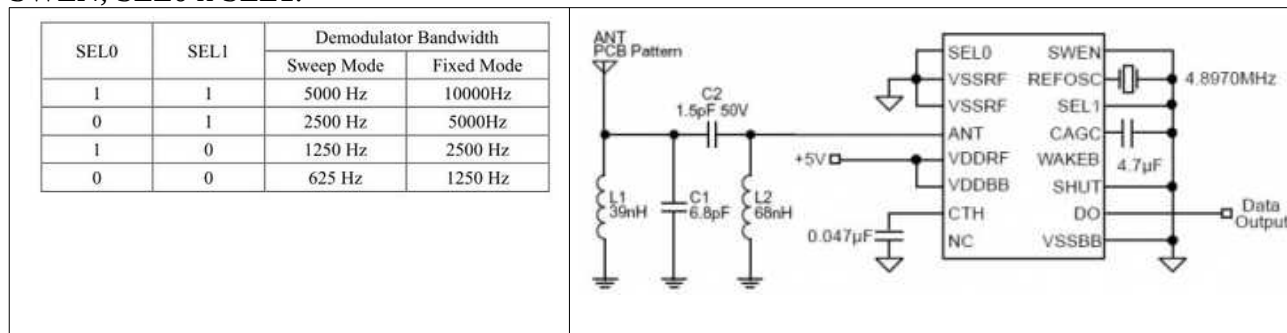 SWEN, SEL0 и SEL1.
SEL0 SEL1 Demodulator Bandwidth
Sweep Mode Fixed Mode
1 1 5000 Hz 10000Hz
0 1 2500 Hz 5000Hz
1 0 1250 Hz 2500 Hz
0 0 625 Hz 1250 Hz
ANT
PCB Pattern
C2
1.5pF 50V
+5V
L1
39nH
C1
6.8pF
L2
68nH
0.047µF
SEL0 SWEN
VSSRF REFOSC
VSSRF SEL1
ANT CAGC
VDDRF WAKEB
VDDBB SHUT
CTH DO
NC VSSBB
4.8970MHz
4.7µF
Data
Output